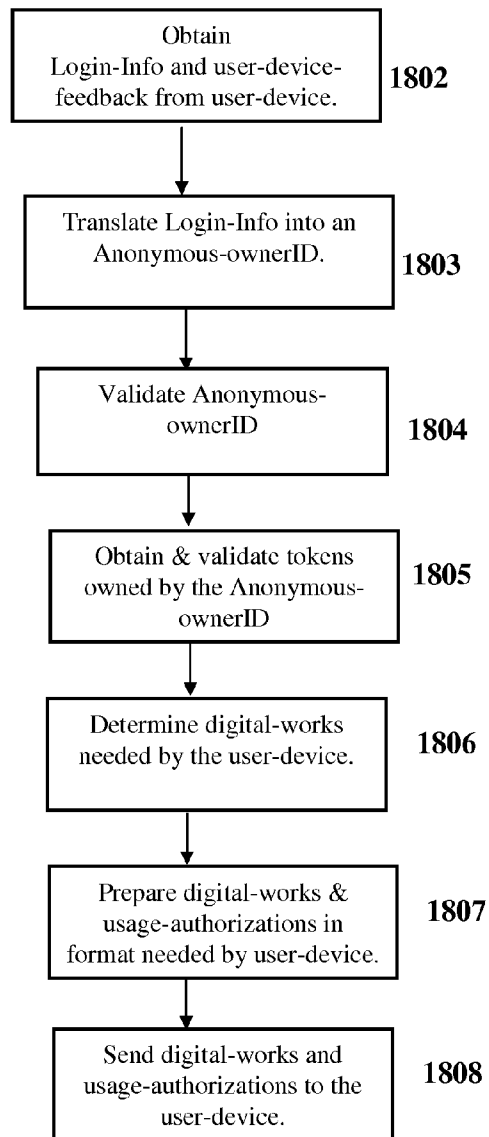 Obtain
Login-Info and user-device-
feedback from user-device.
1802
Translate Login-Info into an
Anonymous-ownerID.
1803
Validate Anonymous-
ownerID
1804
Obtain & validate tokens
owned by the Anonymous-
ownerID
1805
Determine digital-works
needed by the user-device.
1806
Prepare digital-works &
usage-authorizations in
format needed by user-device.
1807
Send digital-works and
usage-authorizations to the
user-device.
1808